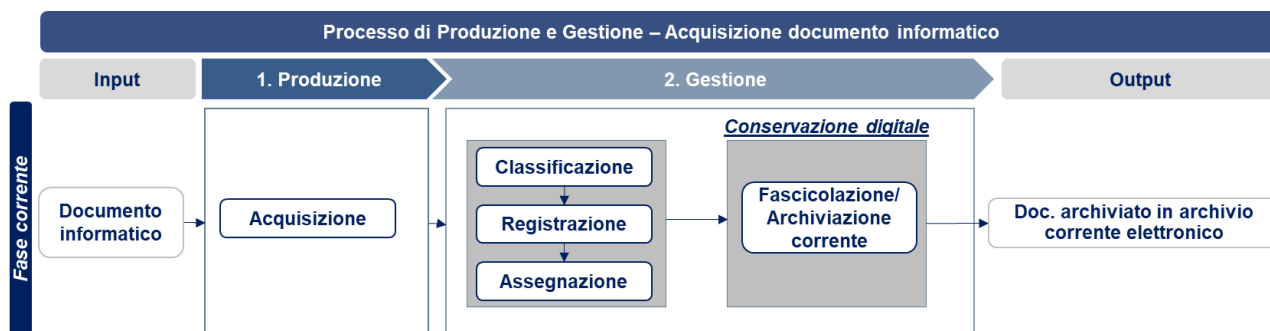 Processo di Produzione e Gestione – Acquisizione documento informatico
Input
1. Produzione
2. Gestione
Output
Fase corrente
Documento
informatico
Acquisizione
Classificazione
Registrazione
Assegnazione
Conservazione digitale
Fascicolazione/
Archiviazione
corrente
Doc. archiviato in archivio
corrente elettronico